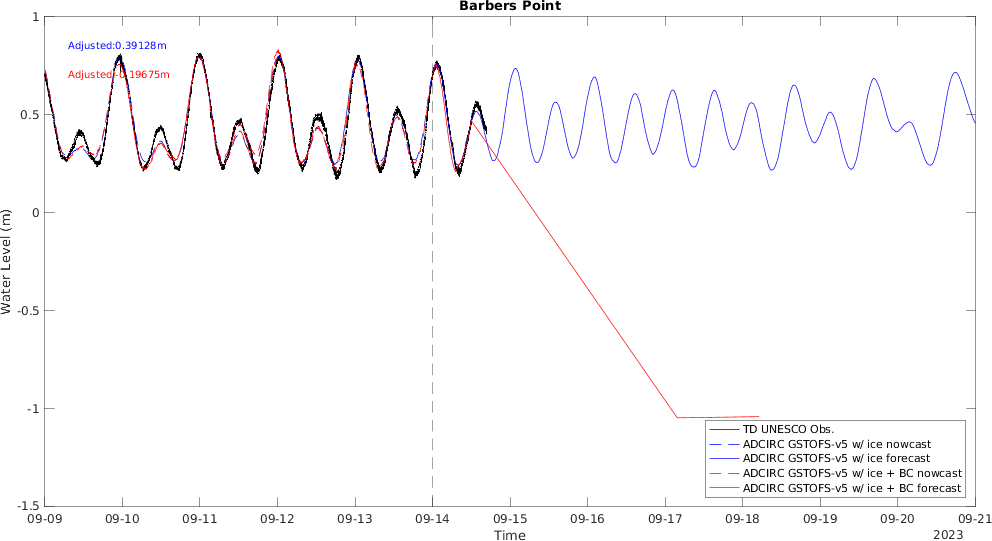 Barbers Point
Adjusted:0.39128m
Adjusted:-0.19675m
Water Level (m)
1
0.5
0
-0.5
-1
-1.5
TD UNESCO Obs.
ADCIRC GSTOFS-v5 w/ ice nowcast
ADCIRC GSTOFS-v5 w/ ice forecast
ADCIRC GSTOFS-v5 w/ ice + BC nowcast
ADCIRC GSTOFS-v5 w/ ice + BC forecast
09-09 09-10 09-11 09-12 09-13 09-14 09-15 09-16 09-17 09-18 09-19 09-20 09-21
Time
2023